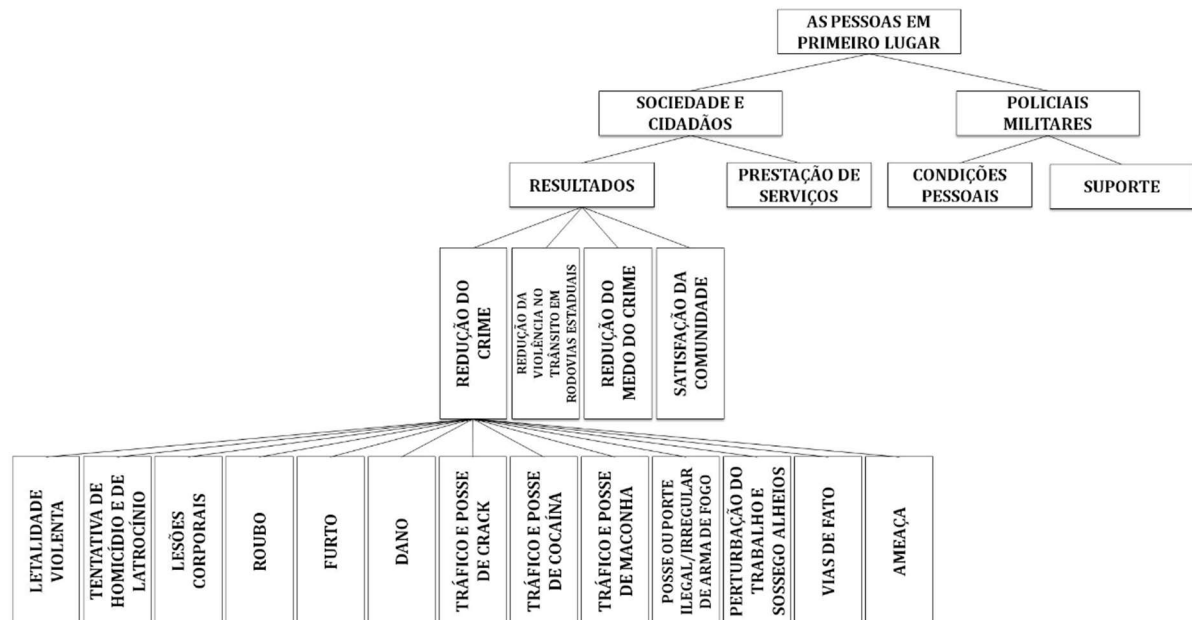 AS PESSOAS EM
PRIMEIRO LUGAR
SOCIEDADE E
CIDADÃOS
POLICIAIS
MILITARES
RESULTADOS
PRESTAÇÃO DE
SERVIÇOS
CONDIÇÕES
PESSOAIS
SUPORTE
REDUÇÃO DO
CRIME
REDUÇÃO DA
VIOLÊNCIA NO
TRÂNSITO EM
RODOVIAS ESTADUAIS
REDUÇÃO DO
MEDO DO CRIME
SATISFAÇÃO DA
COMUNIDADE
LETALIDADE
VIOLENTA
TENTATIVA DE
HOMICÍDIO E DE
LATROCÍNIO
LESÕES
CORPORAIS
ROUBO
FURTO
DANO
TRÁFICO E POSSE
DE CRACK
TRÁFICO E POSSE
DE COCAÍNA
TRÁFICO E POSSE
DE MACONHA
POSSE OU PORTE
ILEGAL/IRREGULAR
DE ARMA DE FOGO
PERTURBAÇÃO DO
TRABALHO E
SOSSEGO ALHEIOS
VIAS DE FATO
AMEAÇA